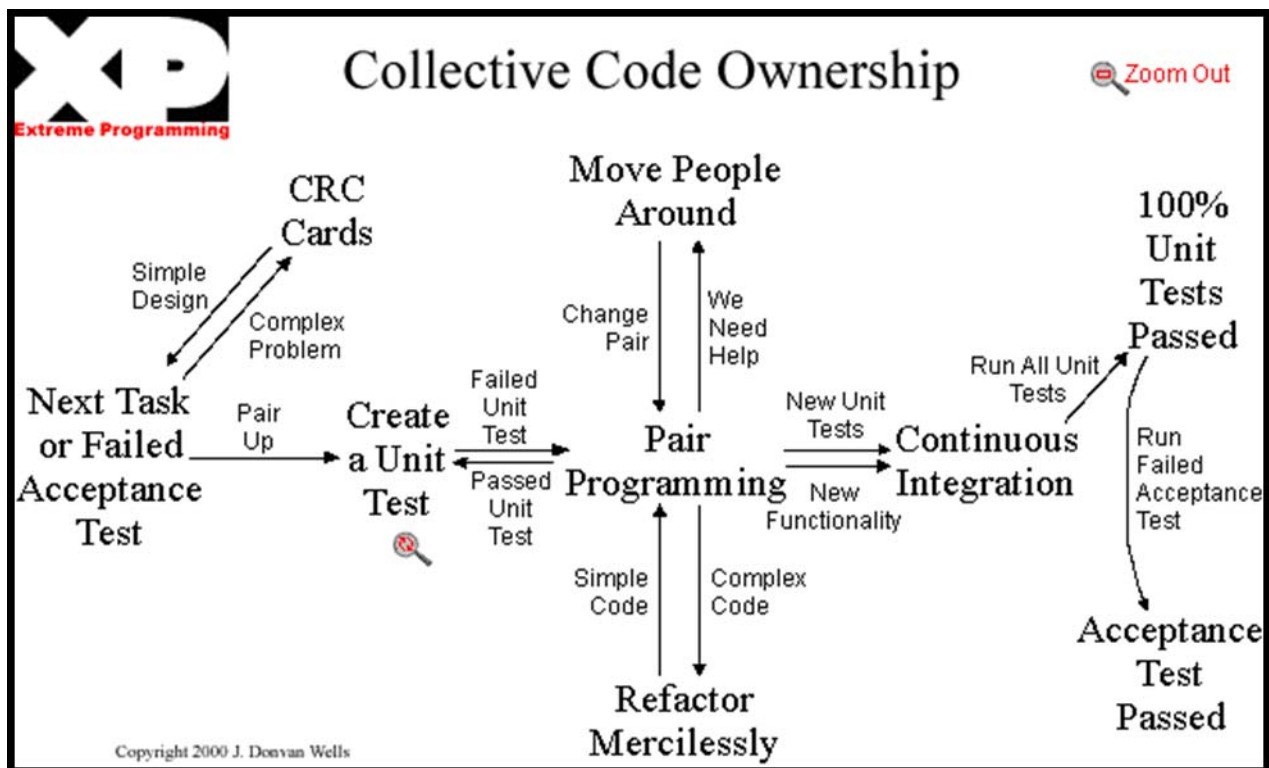 XP
Extreme Programming
Collective Code Ownership
Zoom Out
CRC
Cards
Simple
Design
Complex
Problem
Next Task
or Failed
Acceptance
Test
Pair
Up
Create
a Unit
Test
Failed
Unit
Test
Passed
Unit
Test
Move People
Around
Change
Pair
We
Need
Help
Pair
Programming
Simple
Code
Complex
Code
Refactor
Mercilessly
New Unit
Tests
New
Functionality
Continuous
Integration
Run All Unit
Tests
100%
Unit
Tests
Passed
Run
Failed
Acceptance
Test
Acceptance
Test
Passed
Copyright 2000 J. Donvan Wells